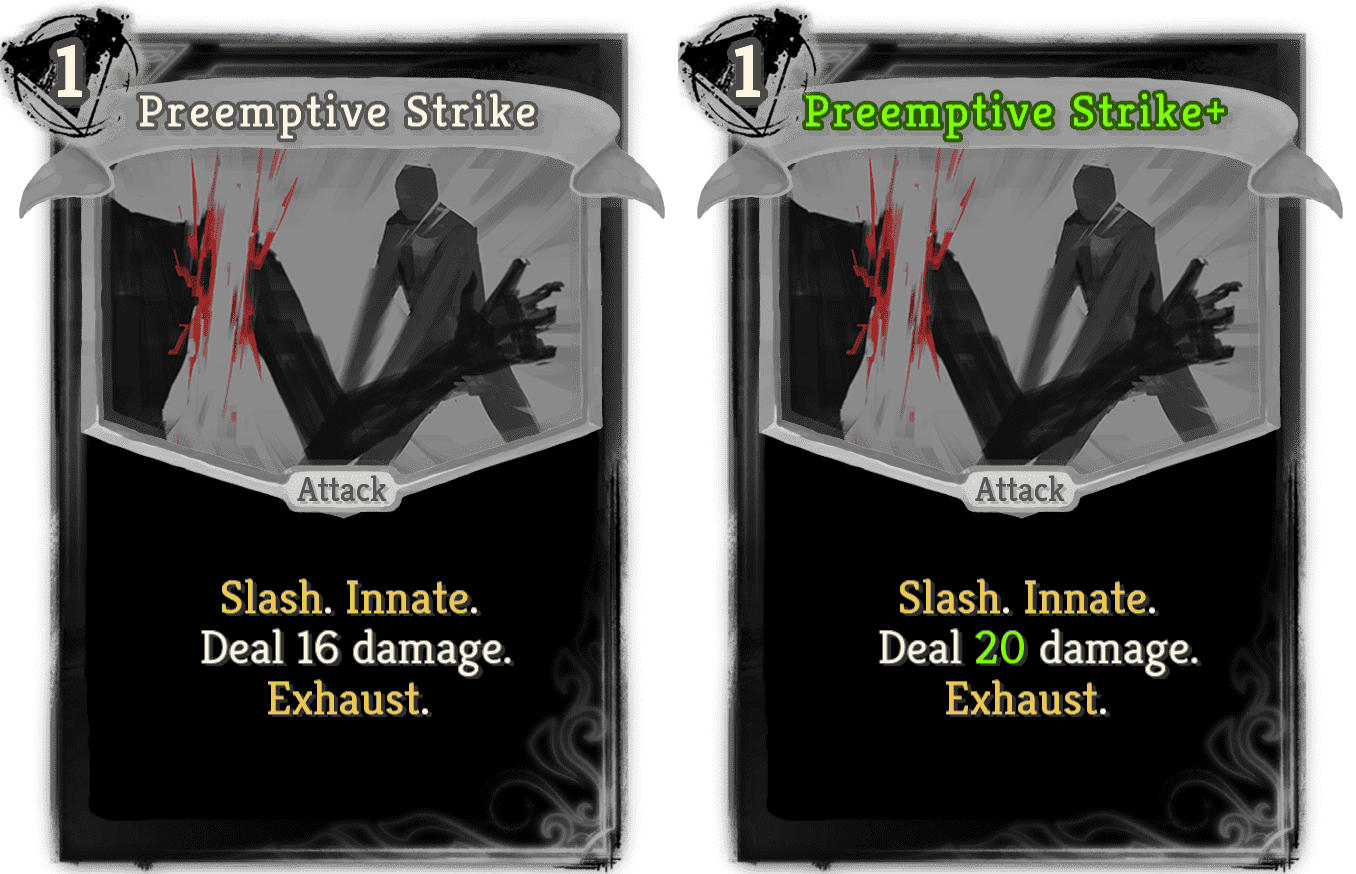 1
Preemptive Strike
Attack
Slash. Innate.
Deal 16 damage.
Exhaust.
1
Preemptive Strike+
Attack
Slash. Innate.
Deal 20 damage.
Exhaust.